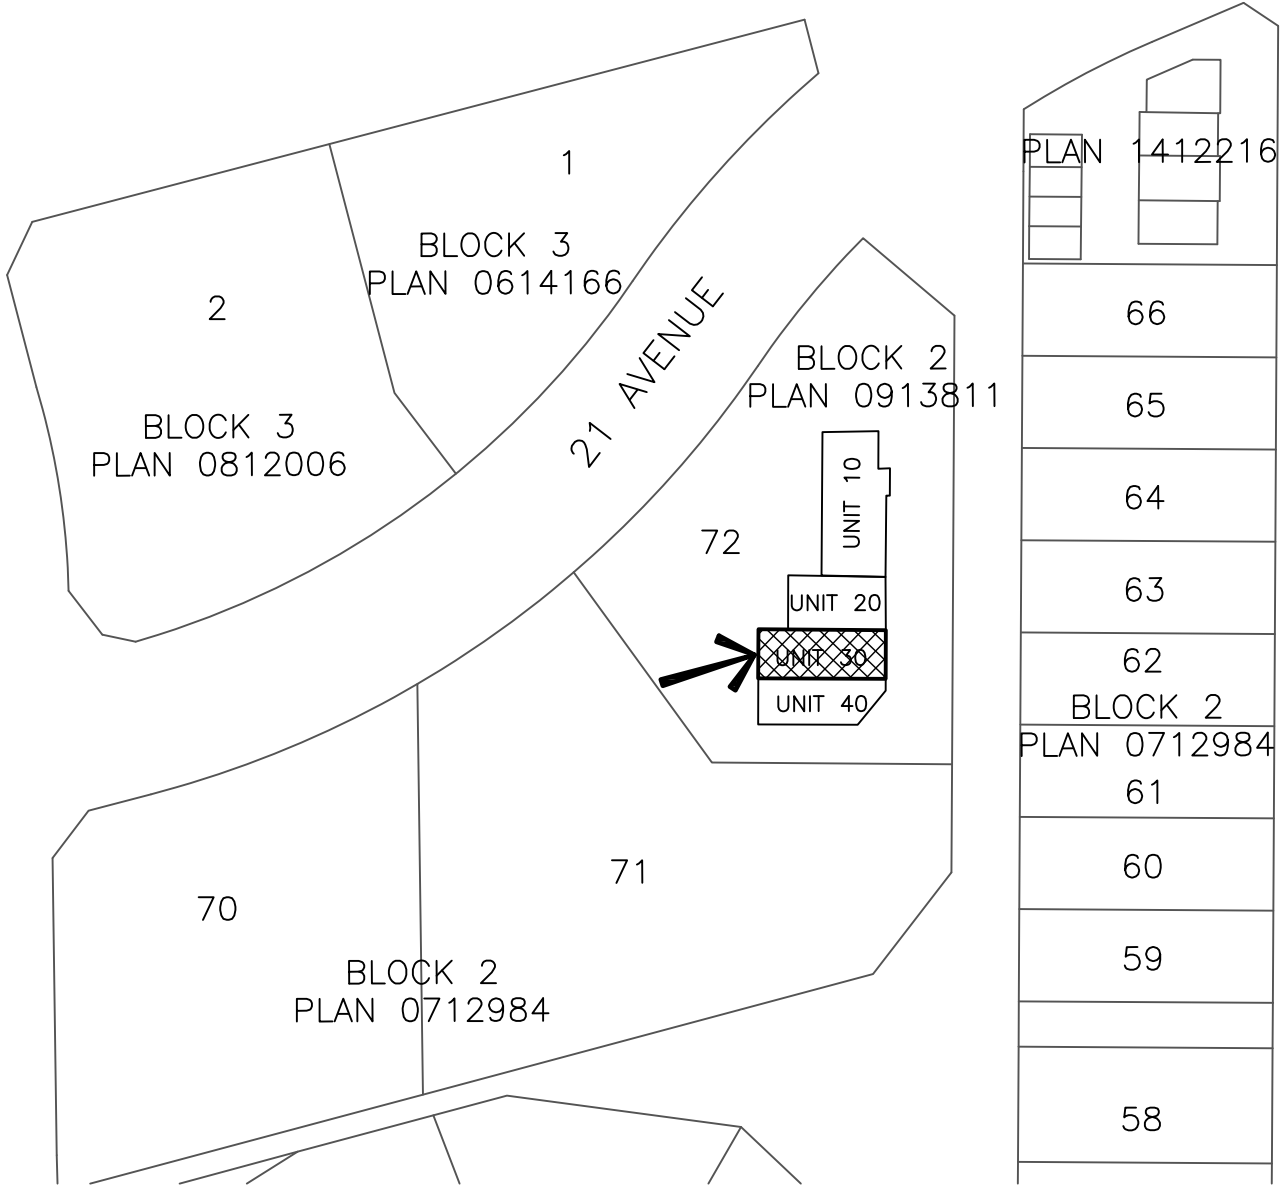 1
BLOCK 3
PLAN 0614166
2
BLOCK 3
PLAN 0812006
21 AVENUE
BLOCK 2
PLAN 0913811
72
UNIT 10
UNIT 20
UNIT 30
UNIT 40
71
70
BLOCK 2
PLAN 0712984
PLAN 1412216
66
65
64
63
62
BLOCK 2
PLAN 0712984
61
60
59
58